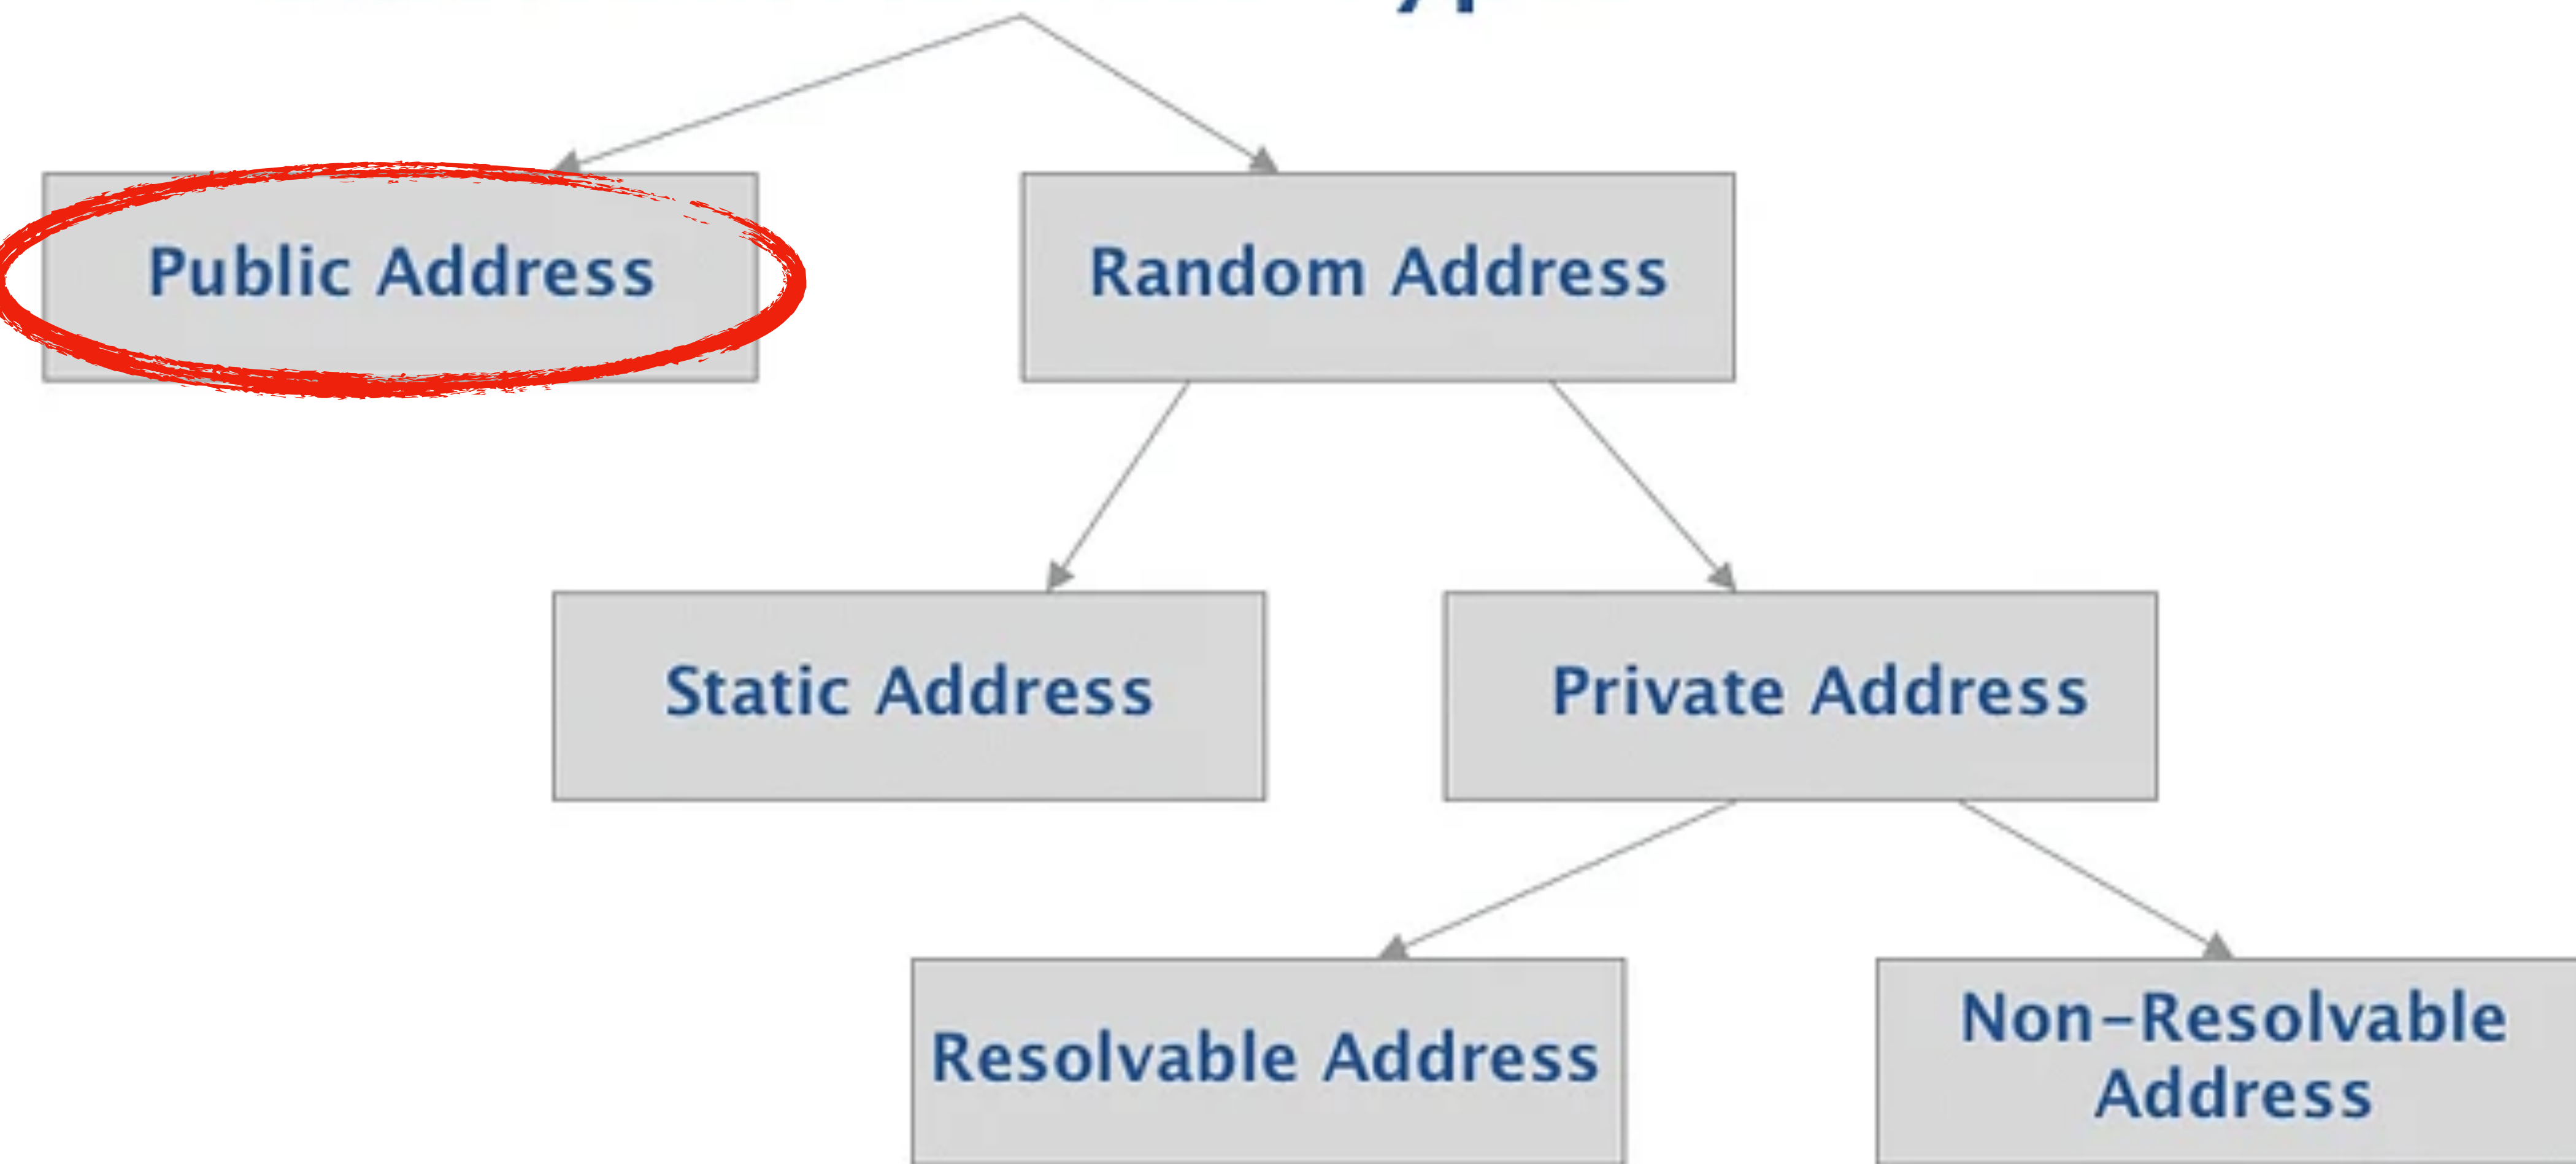 Public Address
Random Address
Static Address
Private Address
Resolvable Address
Non-Resolvable
Address